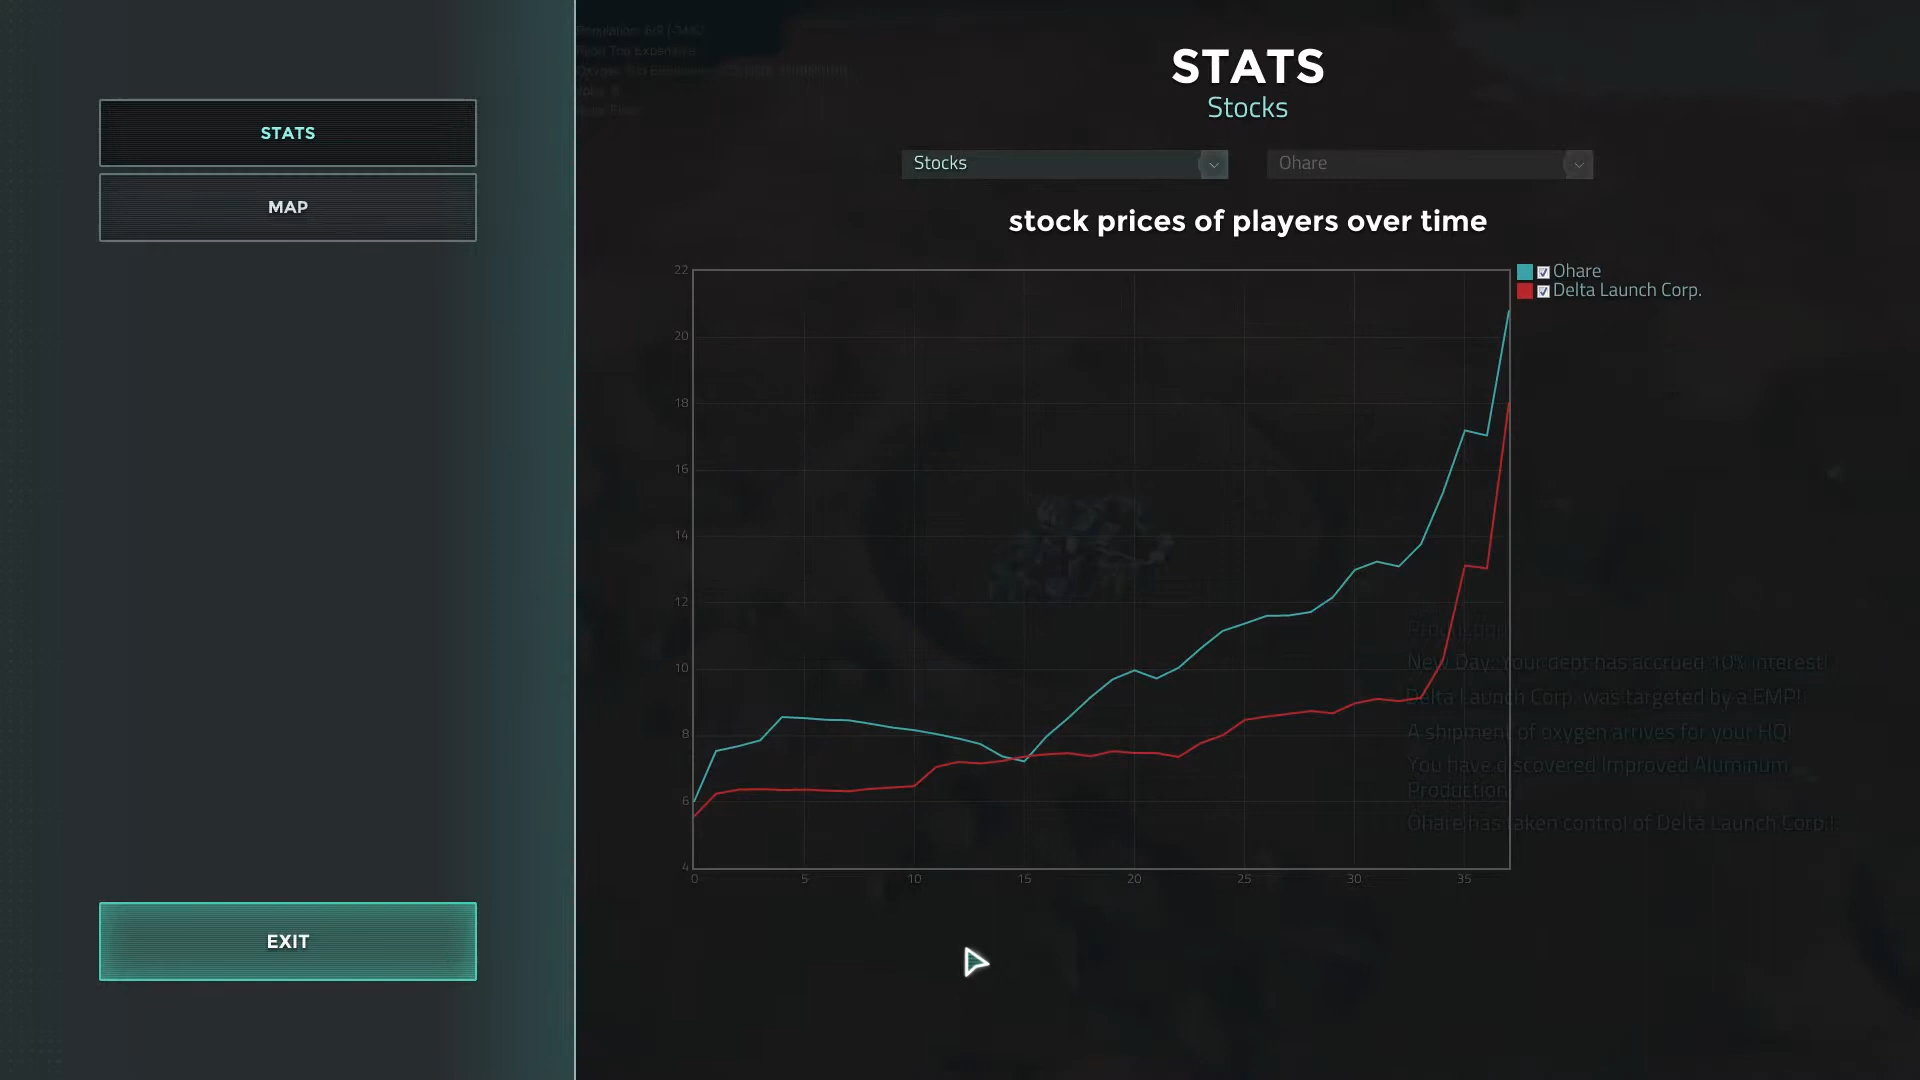 STATS
MAP
EXIT
STATS
Stocks
Stocks
Ohare
stock prices of players over time
Ohare
Delta Launch Corp.
22
20
18
16
14
12
10
8
6
4
0 5 10 15 20 25 30 35
Production
New Day: Your debt has accrued 10% interest!
Delta Launch Corp. was targeted by a EMP!
A shipment of oxygen arrives for your HQ!
You have discovered Improved Aluminum
Production
Ohare has taken control of Delta Launch Corp.!